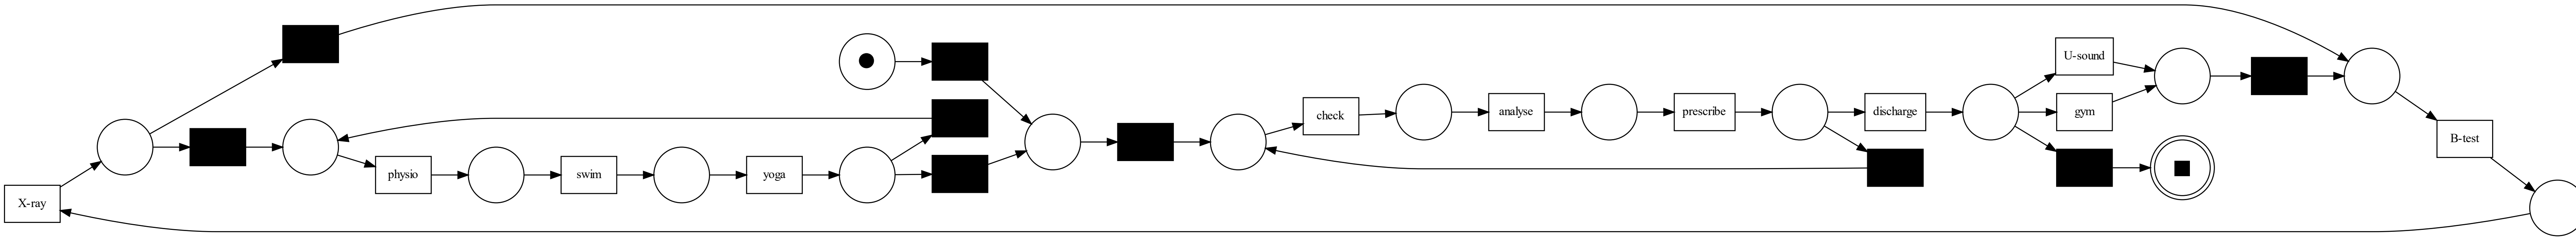 X-ray
physio
swim
yoga
check
analyse
prescribe
discharge
U-sound
gym
B-test